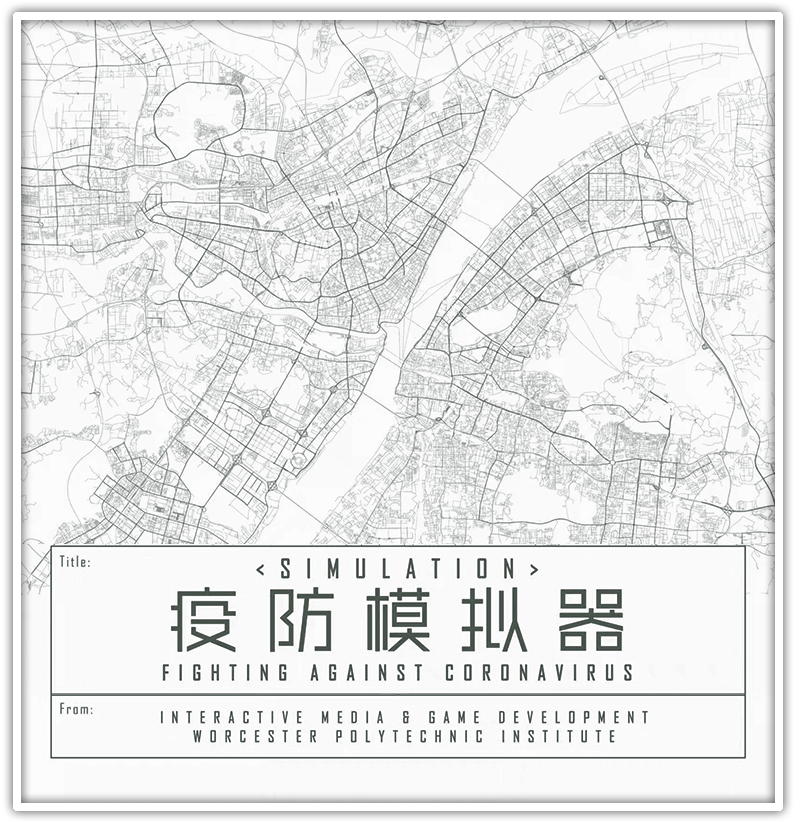 Title:
<SIMULATION>
疫防模拟器
FIGHTING AGAINST CORONAVIRUS
From:
INTERACTIVE MEDIA & GAME DEVELOPMENT
WORCESTER POLYTECHNIC INSTITUTE